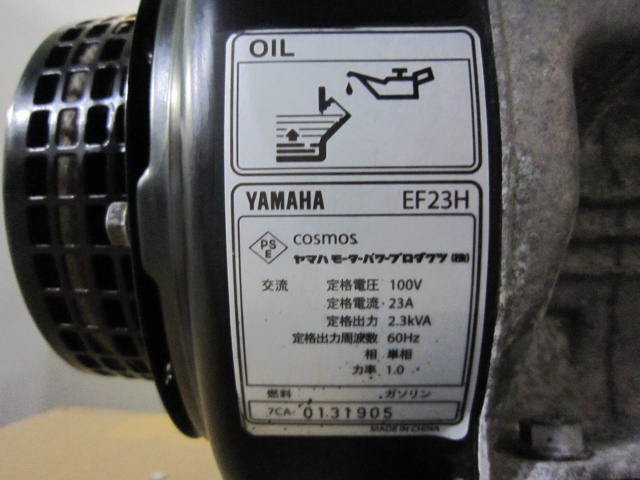 OIL
YAMAHA EF23H
PS E cosmos
ヤマハモーターパワープロダクツ(株)
交流 定格電圧 100V
定格電流 23A
定格出力 2.3kVA
定格出力周波数 60Hz
相 単相
力率 1.0
燃料 ガソリン
7CA- 0131905
MADE IN CHINA